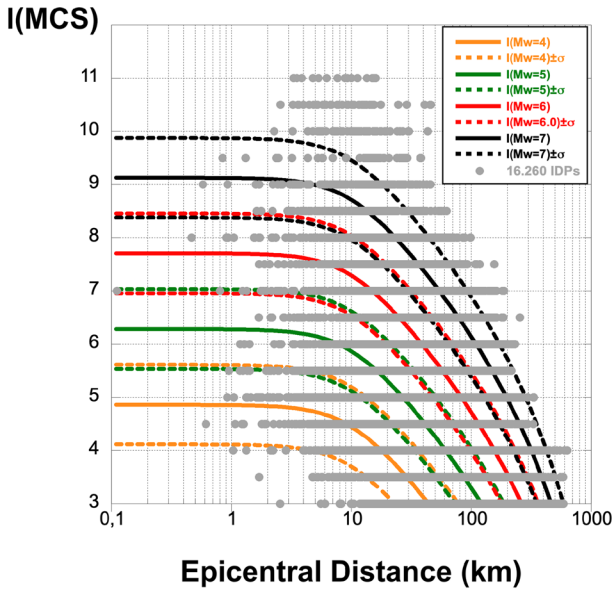 I(MCS)
11
10
9
8
7
6
5
4
3
0,1
1
10
100
1000
Epicentral Distance (km)
I(Mw=4)
I(Mw=4)±σ
I(Mw=5)
I(Mw=5)±σ
I(Mw=6)
I(Mw=6.0)±σ
I(Mw=7)
I(Mw=7)±σ
16.260 IDPs